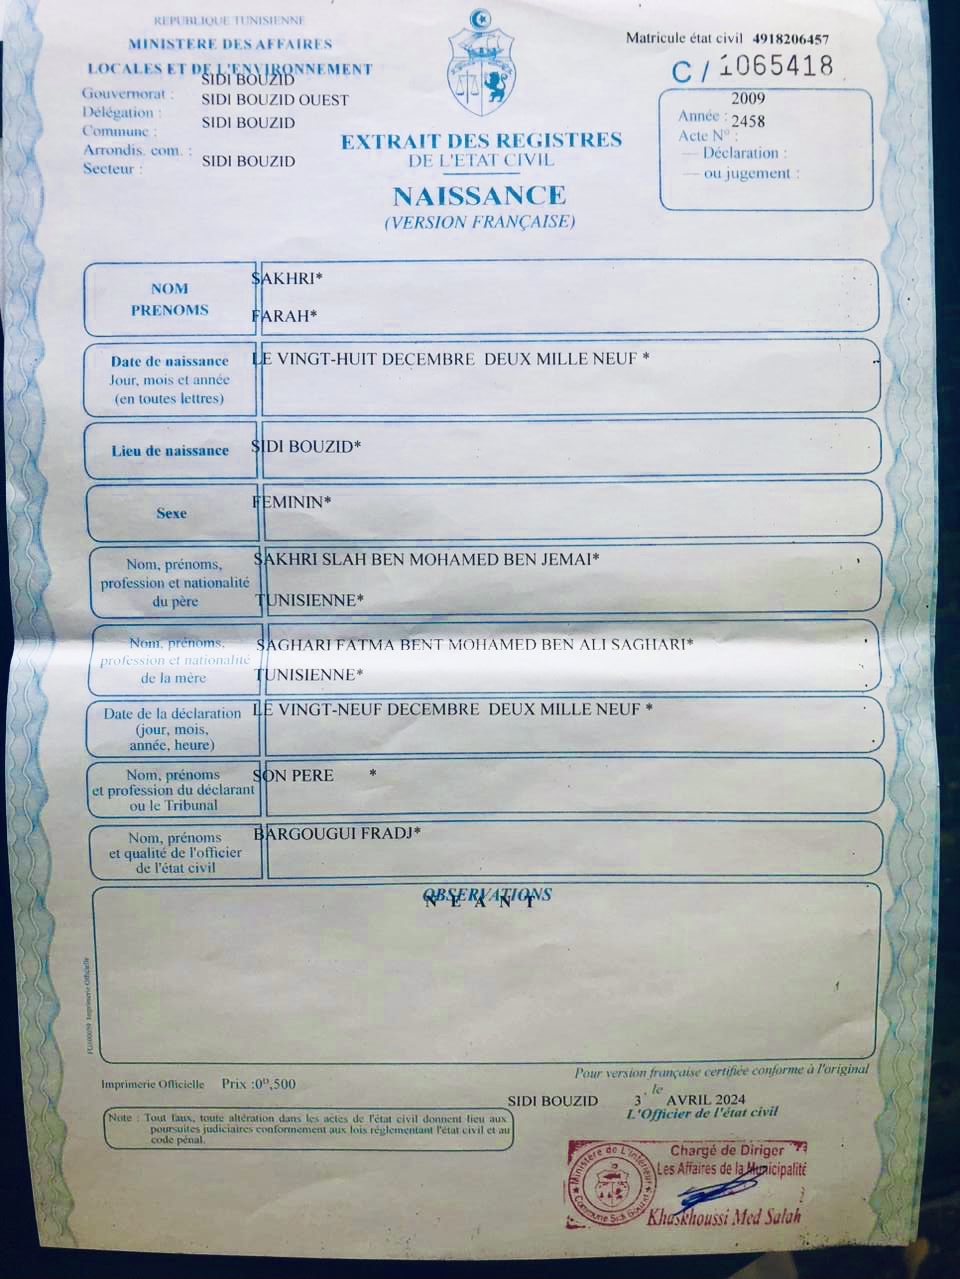 REPUBLIQUE TUNISIENNE
MINISTERE DES AFFAIRES
LOCALES ET DE L'ENVIRONNEMENT
Gouvernorat : SIDI BOUZID
Délégation : SIDI BOUZID OUEST
Commune : SIDI BOUZID
Arrondis. com. :
Secteur : SIDI BOUZID
EXTRAIT DES REGISTRES
DE L'ETAT CIVIL
NAISSANCE
(VERSION FRANÇAISE)
Matricule état civil 4918206457
C / 1065418
Année : 2009
Acte N° : 2458
— Déclaration :
— ou jugement :
NOM SAKHRI*
PRENOMS FARAH*
Date de naissance LE VINGT-HUIT DECEMBRE DEUX MILLE NEUF *
Jour, mois et année
(en toutes lettres)
Lieu de naissance SIDI BOUZID*
Sexe FEMININ*
Nom, prénoms, SAKHRI SLAH BEN MOHAMED BEN JEMAI*
profession et nationalité
du père TUNISIENNE*
Nom, prénoms, SAGHARI FATMA BENT MOHAMED BEN ALI SAGHARI*
profession et nationalité
de la mère TUNISIENNE*
Date de la déclaration LE VINGT-NEUF DECEMBRE DEUX MILLE NEUF *
(jour, mois,
année, heure)
Nom, prénoms SON PERE *
et profession du déclarant
ou le Tribunal
Nom, prénoms BARGOUGUI FRADJ*
et qualité de l'officier
de l'état civil
OBSERVATIONS
N E A N T
Imprimerie Officielle
Imprimerie Officielle Prix :0ᴰ,500
Pour version française certifiée conforme à l'original
SIDI BOUZID , le 3 AVRIL 2024
L'Officier de l'état civil
Note : Tout faux, toute altération dans les actes de l'état civil donnent lieu aux
poursuites judiciaires conformement aux lois réglementant l'état civil et au
code pénal.
Ministère de L'Intérieur
Commune Sidi Bouzid
Chargé de Diriger
Les Affaires de la Municipalité
Khaskhoussi Med Salah